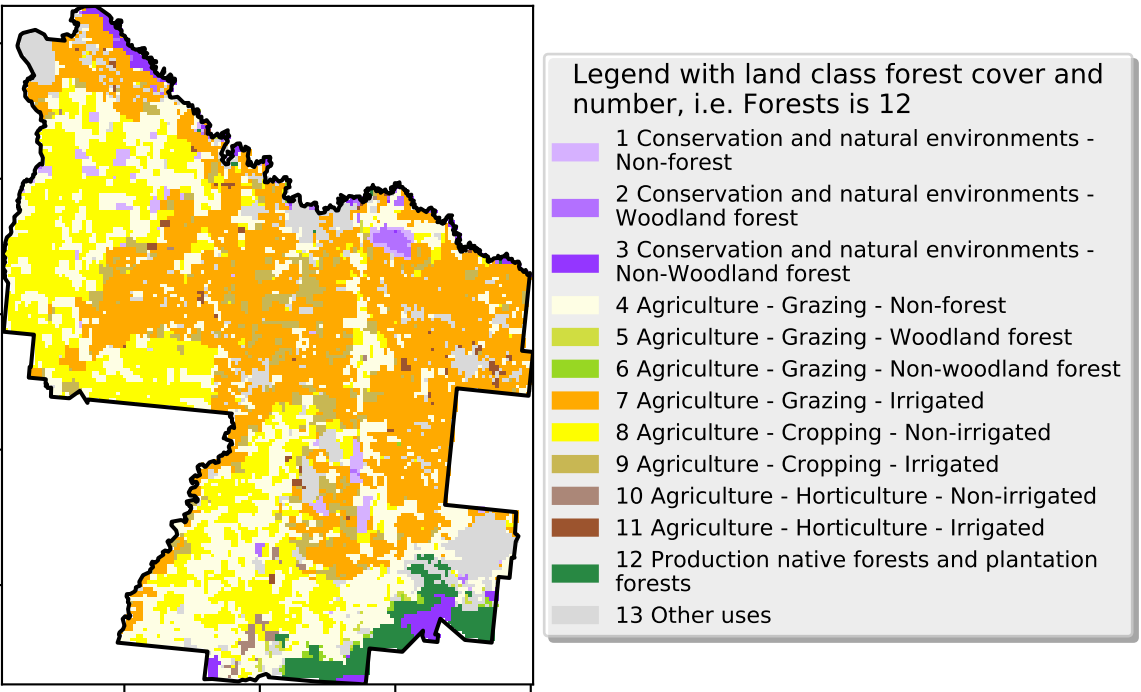 Legend with land class forest cover and
number, i.e. Forests is 12
1 Conservation and natural environments -
Non-forest
2 Conservation and natural environments -
Woodland forest
3 Conservation and natural environments -
Non-Woodland forest
4 Agriculture - Grazing - Non-forest
5 Agriculture - Grazing - Woodland forest
6 Agriculture - Grazing - Non-woodland forest
7 Agriculture - Grazing - Irrigated
8 Agriculture - Cropping - Non-irrigated
9 Agriculture - Cropping - Irrigated
10 Agriculture - Horticulture - Non-irrigated
11 Agriculture - Horticulture - Irrigated
12 Production native forests and plantation
forests
13 Other uses